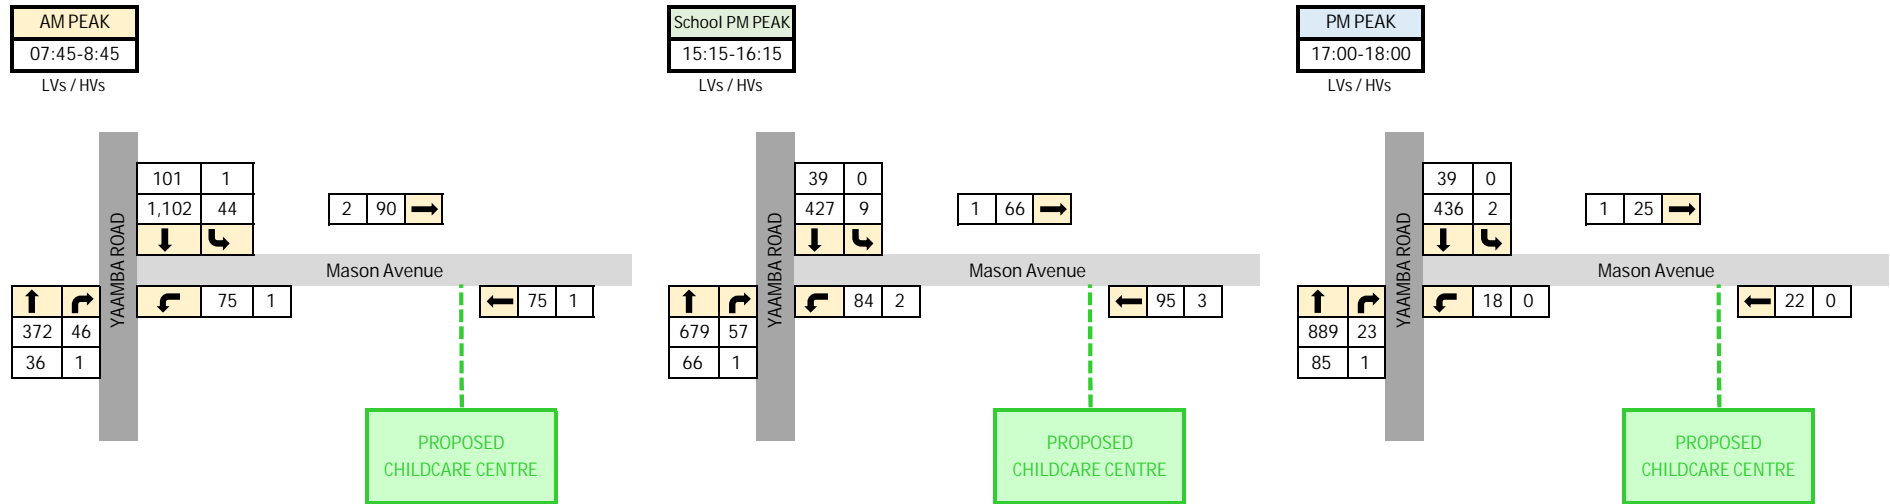 AM PEAK
07:45-8:45
LVs / HVs
101 1
1,102 44
2 90
YAAMBA ROAD
Mason Avenue
75 1
75 1
372 46
36 1
PROPOSED
CHILDCARE CENTRE
School PM PEAK
15:15-16:15
LVs / HVs
39 0
427 9
1 66
YAAMBA ROAD
Mason Avenue
84 2
95 3
679 57
66 1
PROPOSED
CHILDCARE CENTRE
PM PEAK
17:00-18:00
LVs / HVs
39 0
436 2
1 25
YAAMBA ROAD
Mason Avenue
18 0
22 0
889 23
85 1
PROPOSED
CHILDCARE CENTRE